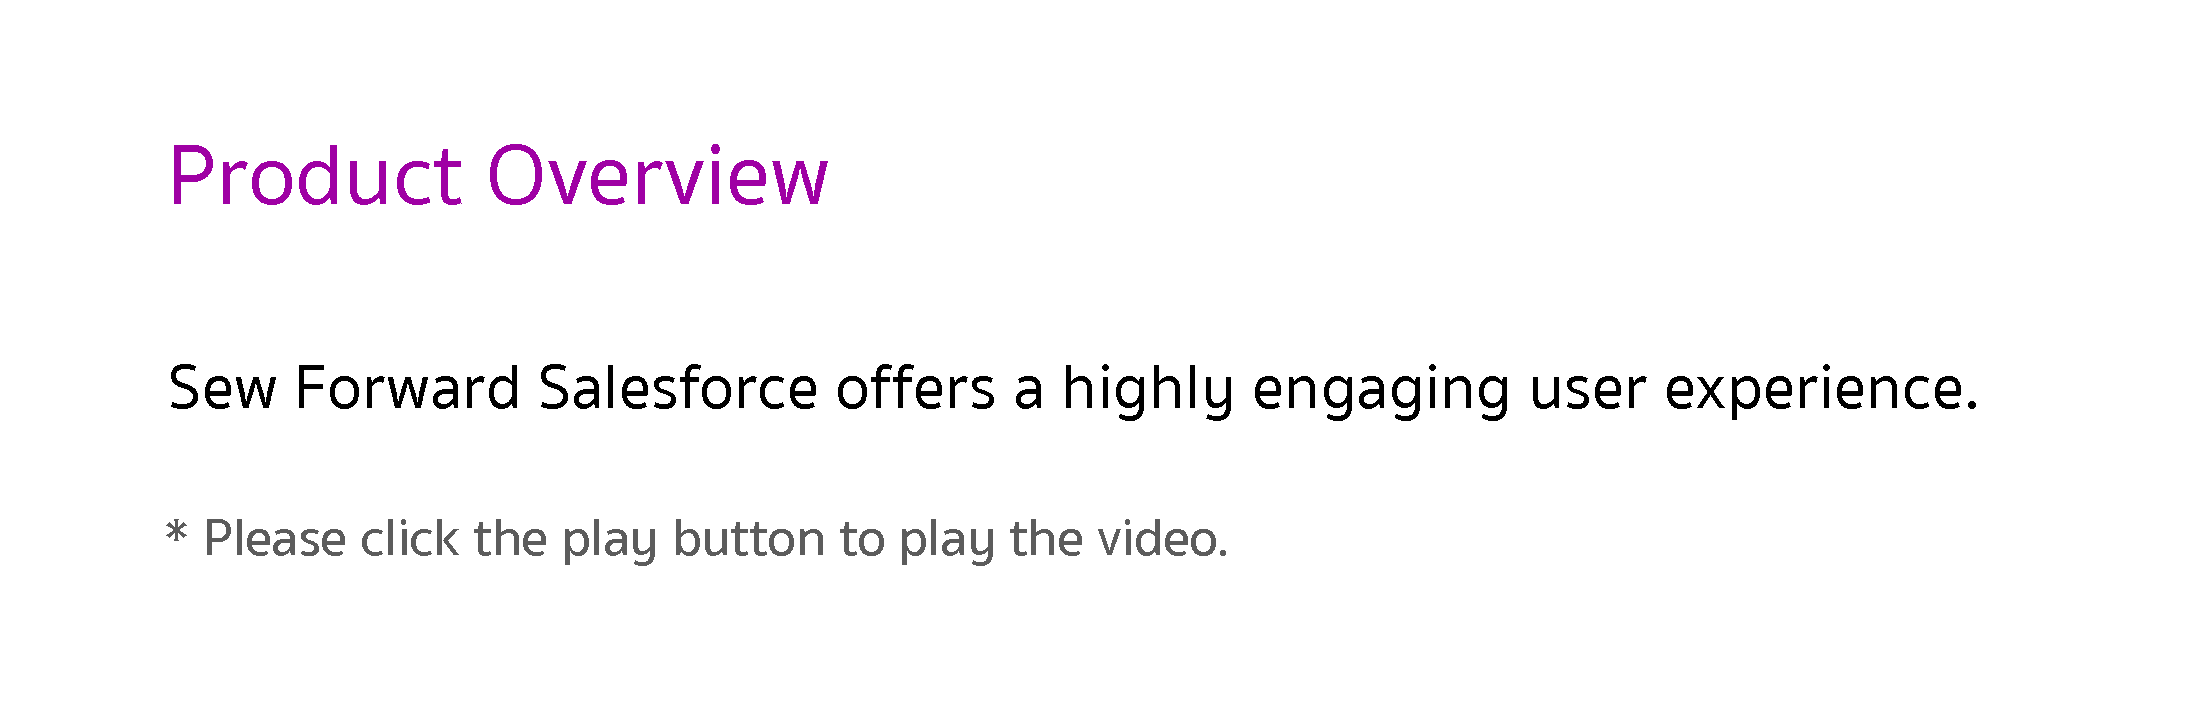 Product Overview
Sew Forward Salesforce offers a highly engaging user experience.
* Please click the play button to play the video.